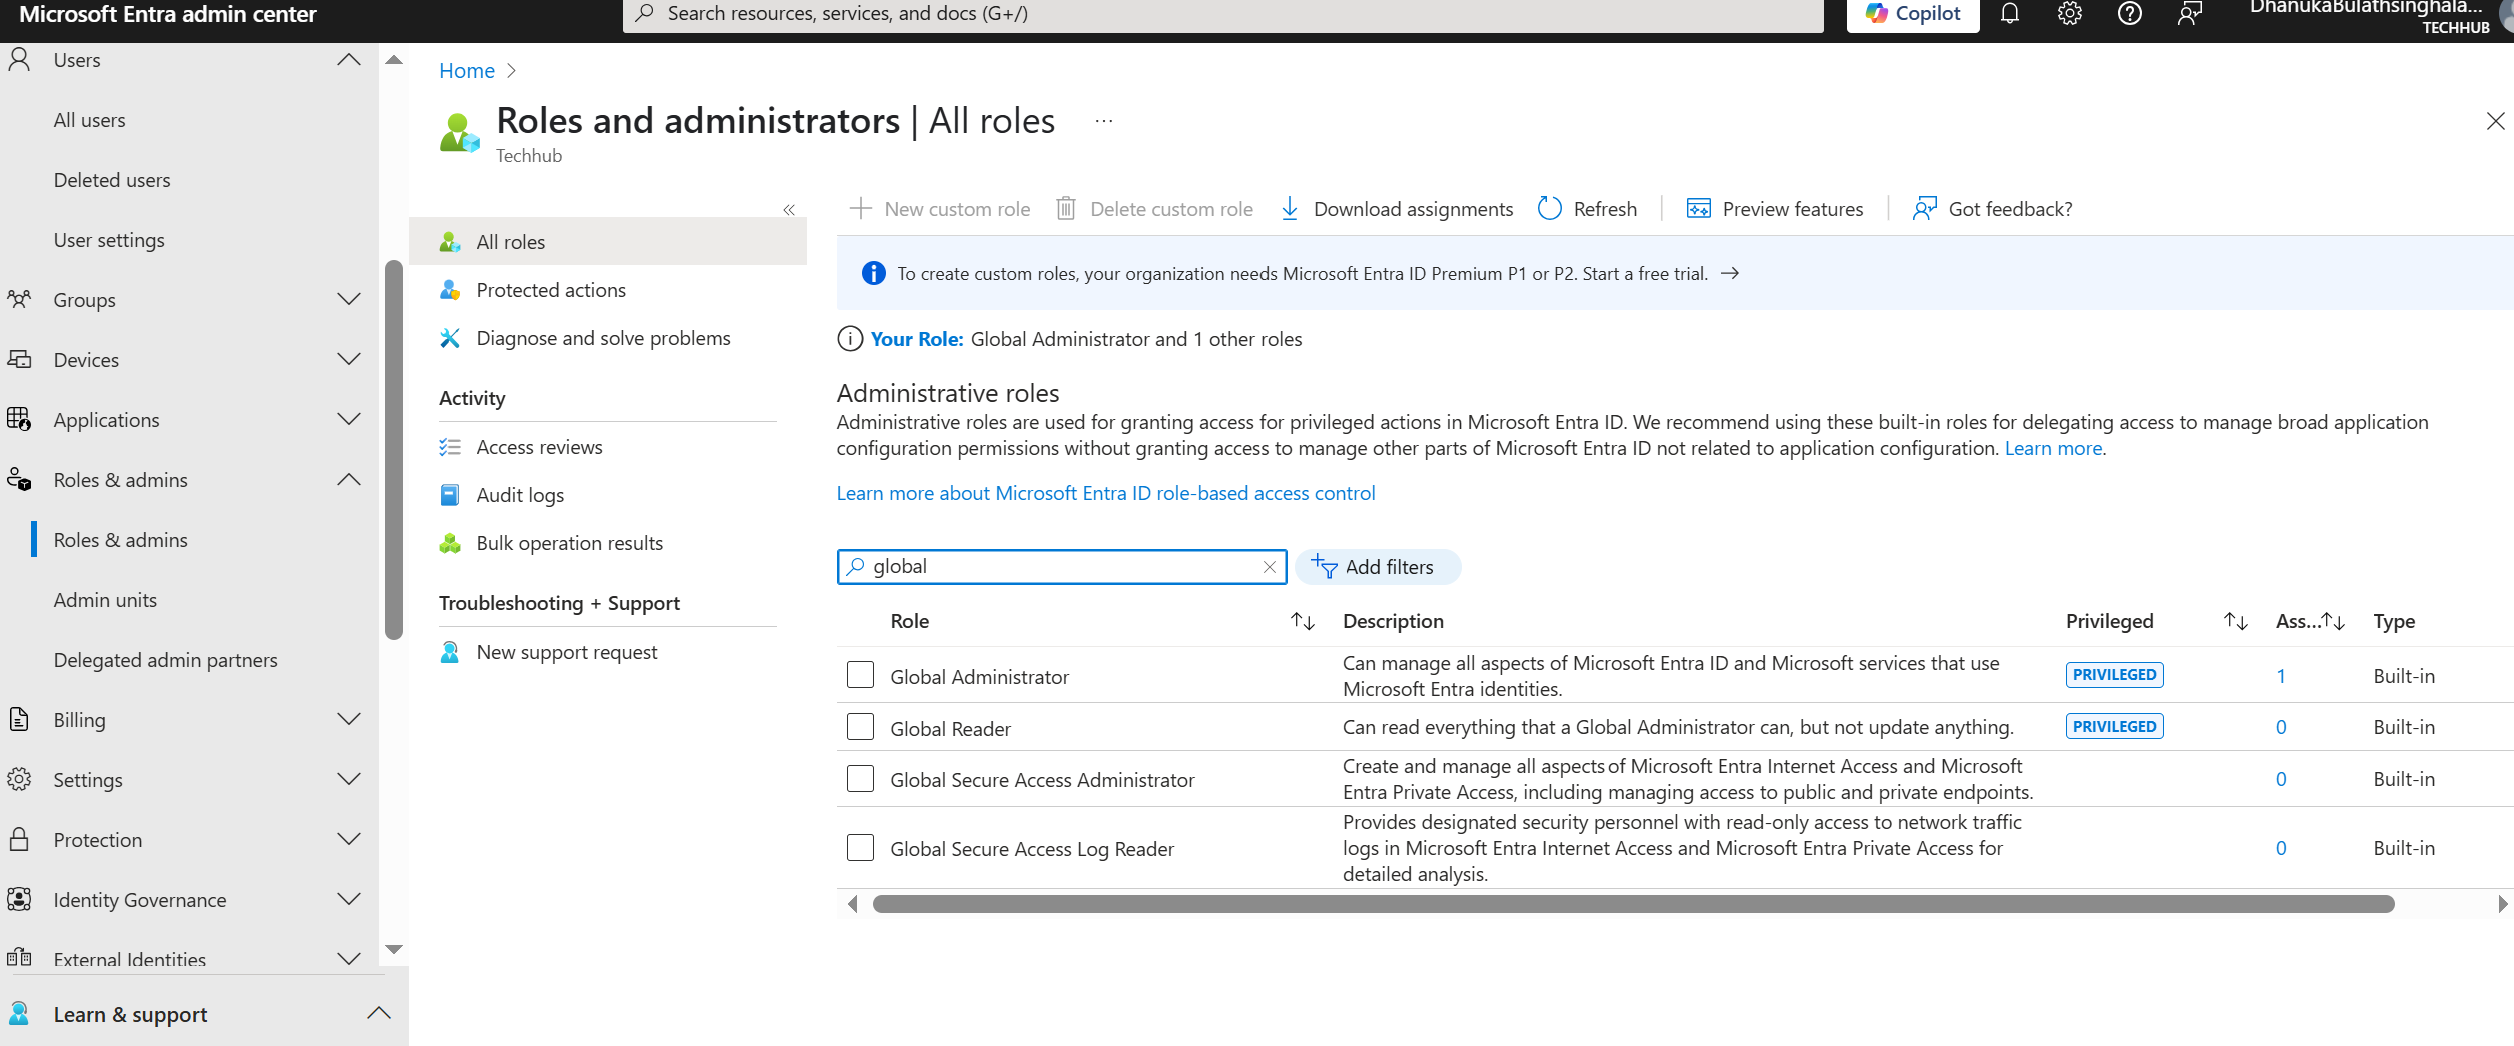 Microsoft Entra admin center
Search resources, services, and docs (G+/)
Copilot
DhanukaBulathsinghala...
TECHHUB
Users
All users
Deleted users
User settings
Groups
Devices
Applications
Roles & admins
Roles & admins
Admin units
Delegated admin partners
Billing
Settings
Protection
Identity Governance
External Identities
Learn & support
Home
Roles and administrators | All roles
...
Techhub
All roles
Protected actions
Diagnose and solve problems
Activity
Access reviews
Audit logs
Bulk operation results
Troubleshooting + Support
New support request
New custom role
Delete custom role
Download assignments
Refresh
Preview features
Got feedback?
To create custom roles, your organization needs Microsoft Entra ID Premium P1 or P2. Start a free trial. →
Your Role: Global Administrator and 1 other roles
Administrative roles
Administrative roles are used for granting access for privileged actions in Microsoft Entra ID. We recommend using these built-in roles for delegating access to manage broad application
configuration permissions without granting access to manage other parts of Microsoft Entra ID not related to application configuration. Learn more.
Learn more about Microsoft Entra ID role-based access control
global
Add filters
Role
Description
Privileged
Ass...
Type
Global Administrator
Can manage all aspects of Microsoft Entra ID and Microsoft services that use
Microsoft Entra identities.
PRIVILEGED
1
Built-in
Global Reader
Can read everything that a Global Administrator can, but not update anything.
PRIVILEGED
0
Built-in
Global Secure Access Administrator
Create and manage all aspects of Microsoft Entra Internet Access and Microsoft
Entra Private Access, including managing access to public and private endpoints.
0
Built-in
Global Secure Access Log Reader
Provides designated security personnel with read-only access to network traffic
logs in Microsoft Entra Internet Access and Microsoft Entra Private Access for
detailed analysis.
0
Built-in